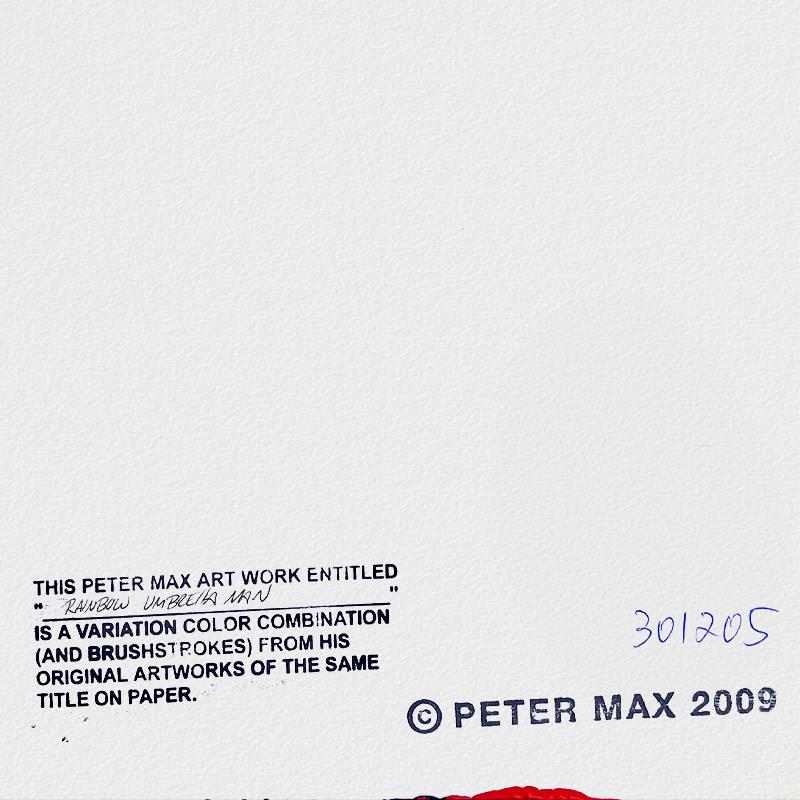 THIS PETER MAX ART WORK ENTITLED
" RAINBOW UMBRELLA MAN "
IS A VARIATION COLOR COMBINATION
(AND BRUSHSTROKES) FROM HIS
ORIGINAL ARTWORKS OF THE SAME
TITLE ON PAPER.
301205
© PETER MAX 2009